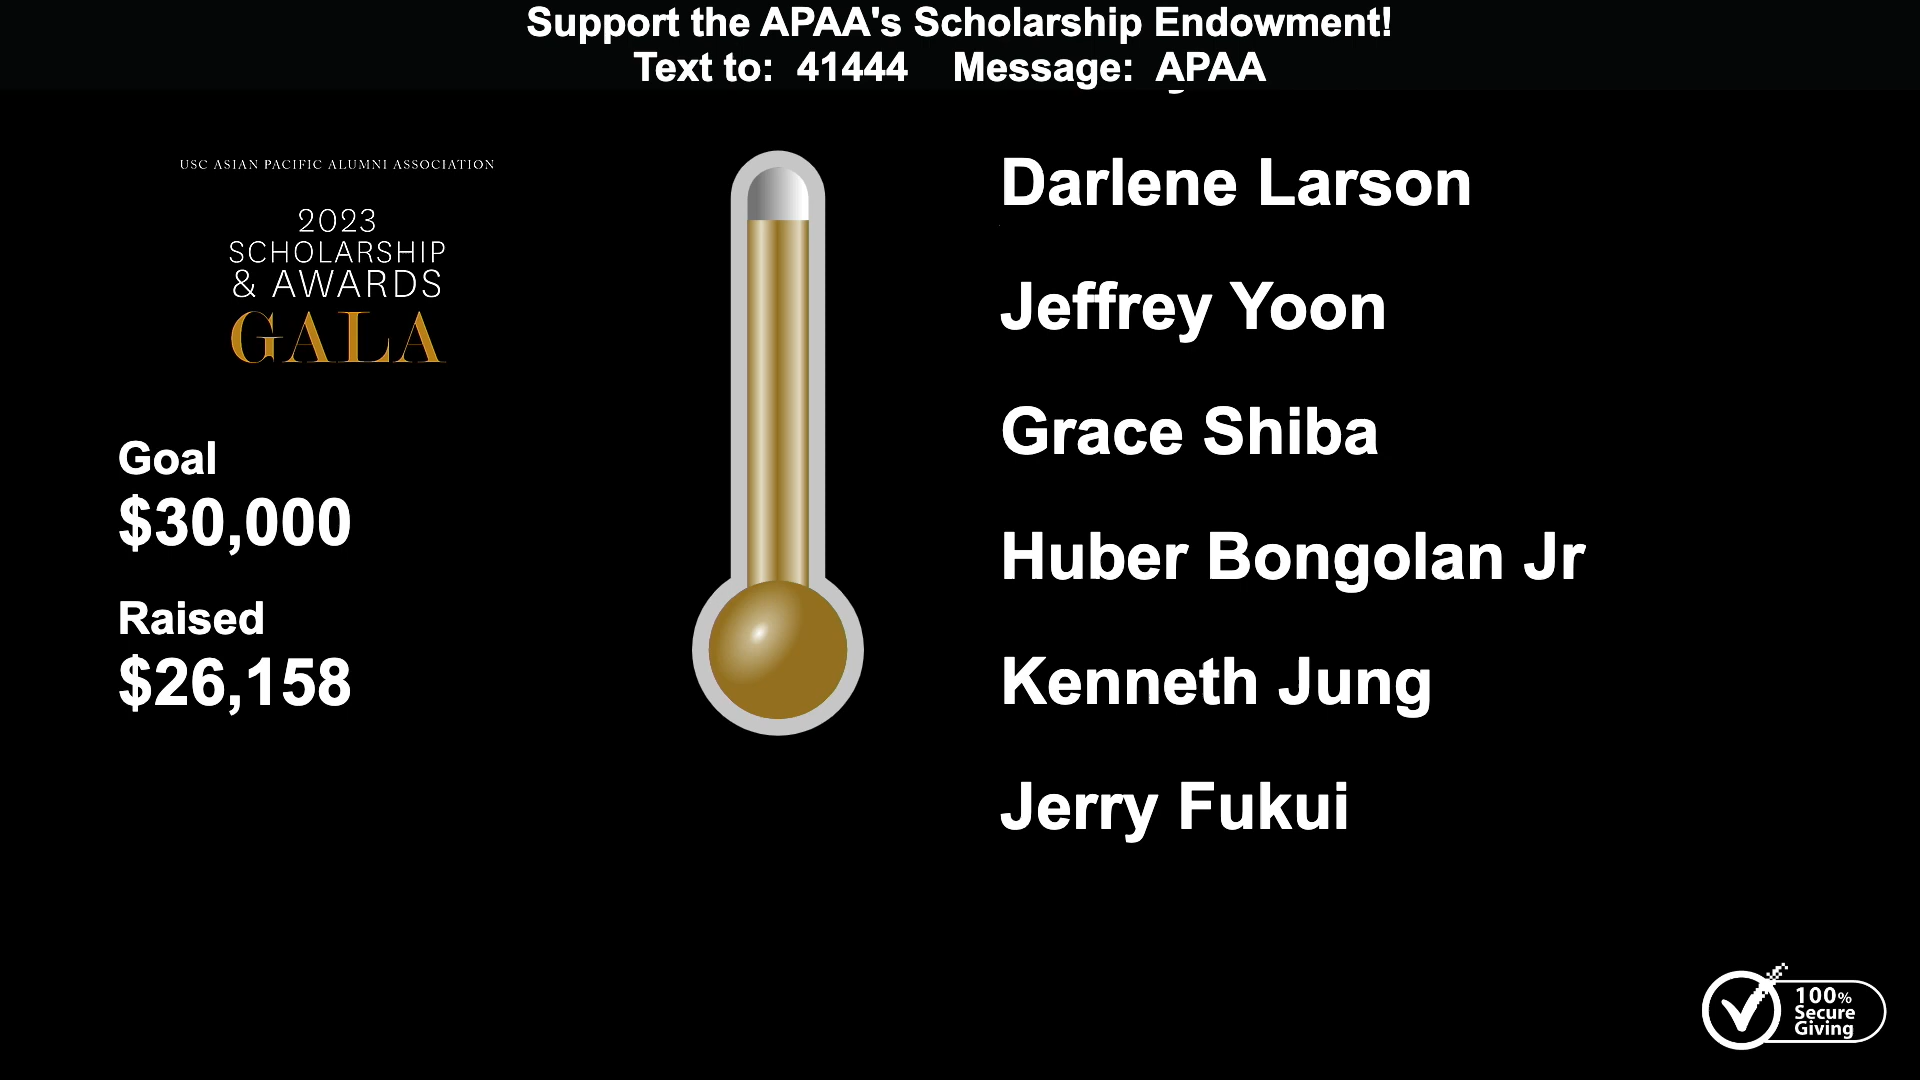 Support the APAA's Scholarship Endowment!
Text to: 41444 Message: APAA
USC ASIAN PACIFIC ALUMNI ASSOCIATION
2023
SCHOLARSHIP
& AWARDS
GALA
Goal
$30,000
Raised
$26,158
Darlene Larson
Jeffrey Yoon
Grace Shiba
Huber Bongolan Jr
Kenneth Jung
Jerry Fukui
100%
Secure
Giving